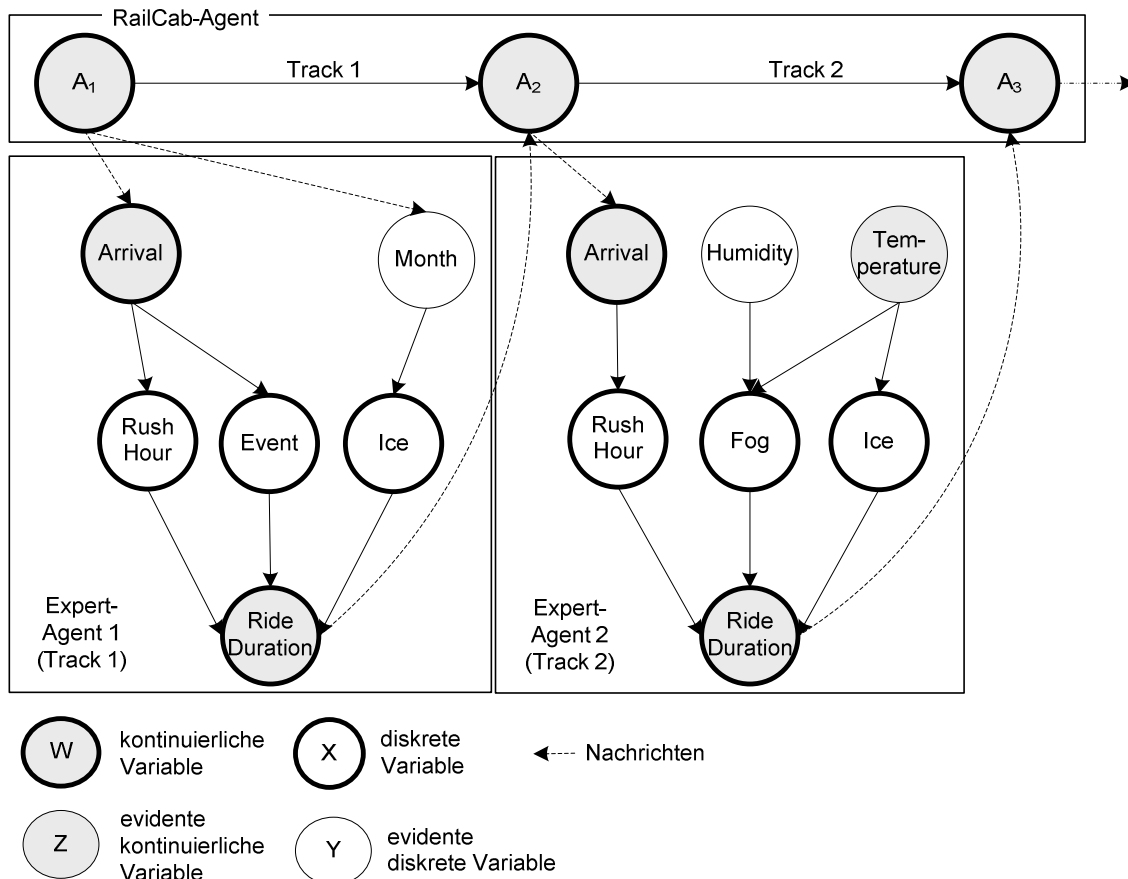 RailCab-Agent
A₁
Track 1
A₂
Track 2
A₃
Arrival
Month
Rush
Hour
Event
Ice
Ride
Duration
Expert-
Agent 1
(Track 1)
Arrival
Humidity
Tem-
perature
Rush
Hour
Fog
Ice
Ride
Duration
Expert-
Agent 2
(Track 2)
W
kontinuierliche
Variable
X
diskrete
Variable
Nachrichten
Z
evidente
kontinuierliche
Variable
Y
evidente
diskrete Variable